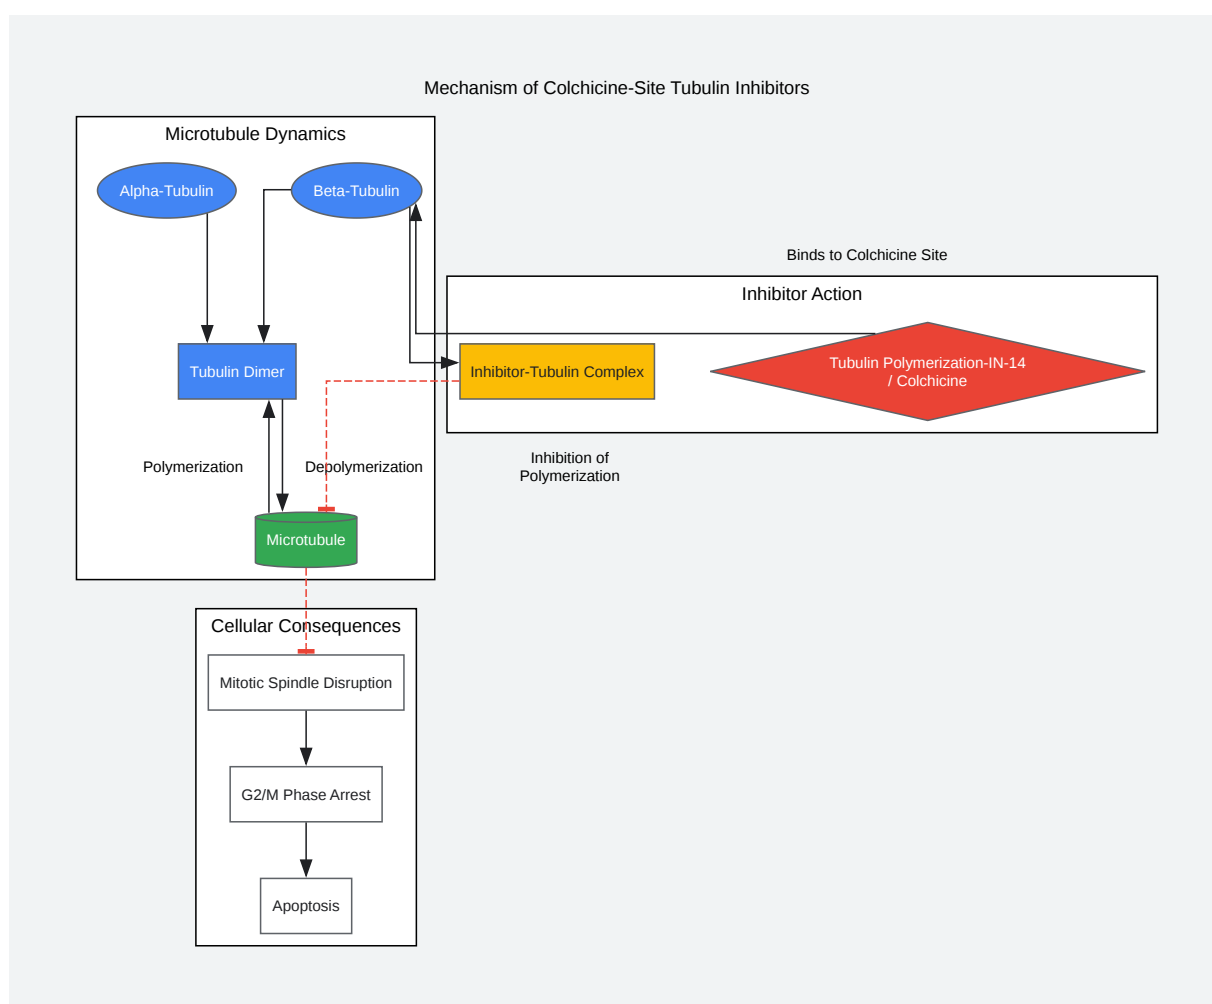 Mechanism of Colchicine-Site Tubulin Inhibitors
Microtubule Dynamics
Alpha-Tubulin
Beta-Tubulin
Binds to Colchicine Site
Inhibitor Action
Tubulin Dimer
Inhibitor-Tubulin Complex
Tubulin Polymerization-IN-14
/ Colchicine
Polymerization
Depolymerization
Inhibition of
Polymerization
Microtubule
Cellular Consequences
Mitotic Spindle Disruption
G2/M Phase Arrest
Apoptosis